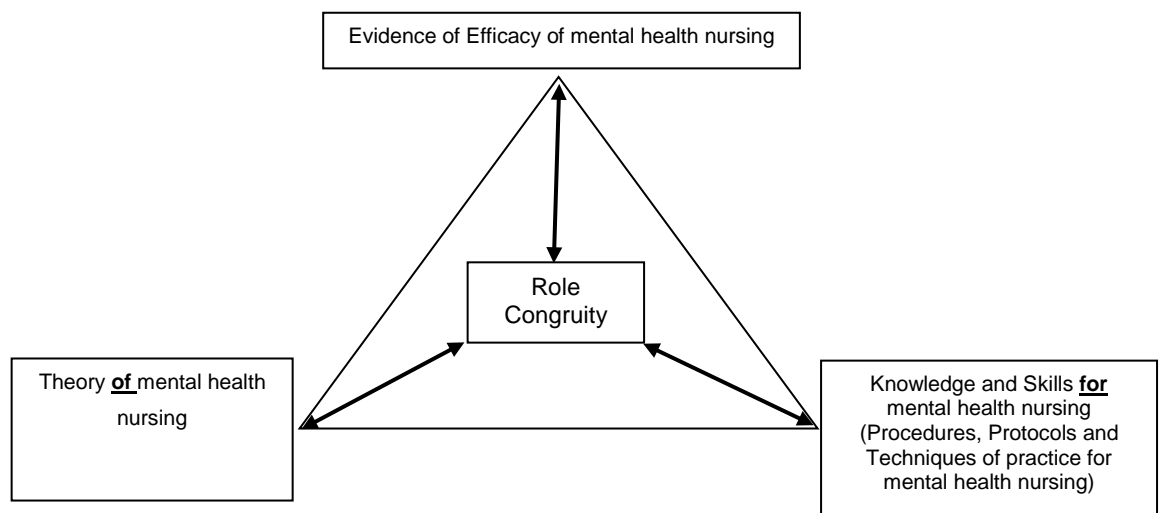 Evidence of Efficacy of mental health nursing
Role
Congruity
Theory of mental health
nursing
Knowledge and Skills for
mental health nursing
(Procedures, Protocols and
Techniques of practice for
mental health nursing)